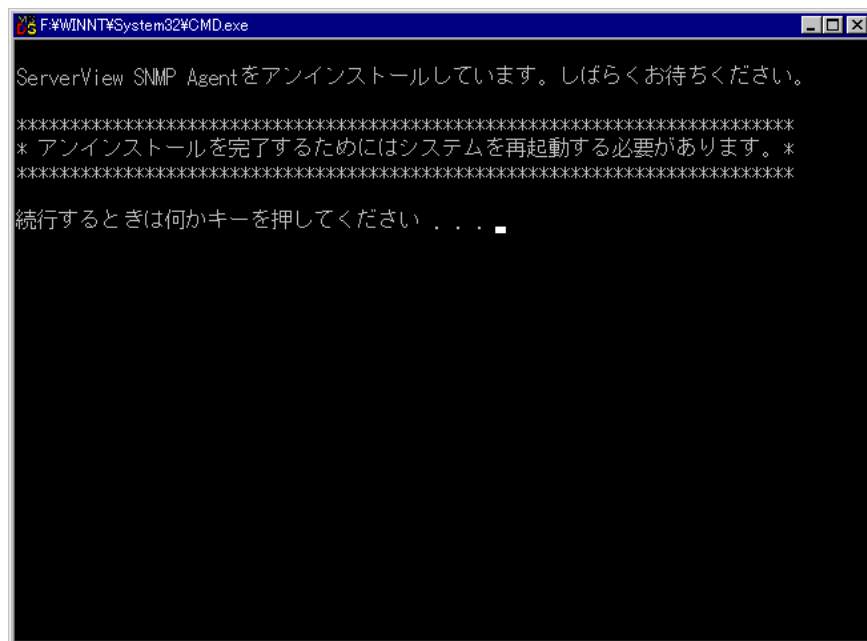 F:¥WINNT¥System32¥CMD.exe
ServerView SNMP Agentをアンインストールしています。しばらくお待ちください。
************************************************************************
* アンインストールを完了するためにはシステムを再起動する必要があります。*
************************************************************************
続行するときは何かキーを押してください . . .